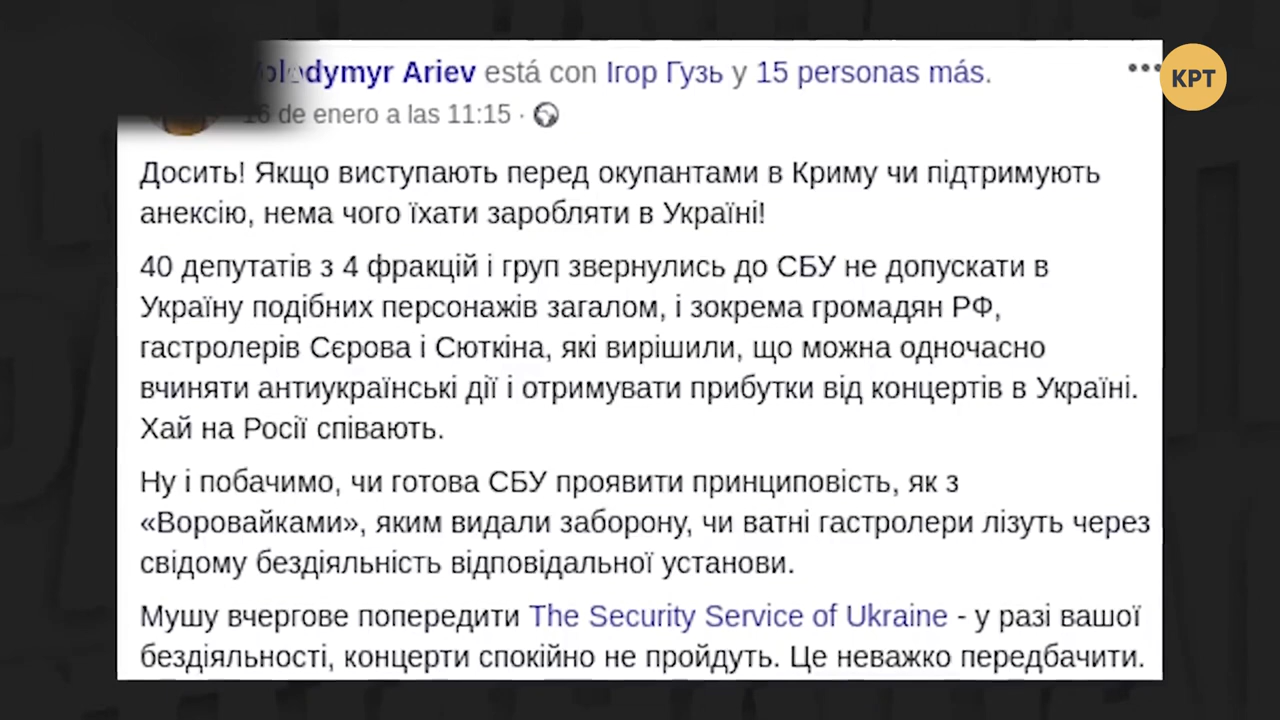 Volodymyr Ariev está con Ігор Гузь y 15 personas más.
16 de enero a las 11:15 ·
КРТ
Досить! Якщо виступають перед окупантами в Криму чи підтримують
анексію, нема чого їхати заробляти в Україні!
40 депутатів з 4 фракцій і груп звернулись до СБУ не допускати в
Україну подібних персонажів загалом, і зокрема громадян РФ,
гастролерів Сєрова і Сюткіна, які вирішили, що можна одночасно
вчиняти антиукраїнські дії і отримувати прибутки від концертів в Україні.
Хай на Росії співають.
Ну і побачимо, чи готова СБУ проявити принциповість, як з
«Воровайками», яким видали заборону, чи ватні гастролери лізуть через
свідому бездіяльність відповідальної установи.
Мушу вчергове попередити The Security Service of Ukraine - у разі вашої
бездіяльності, концерти спокійно не пройдуть. Це неважко передбачити.